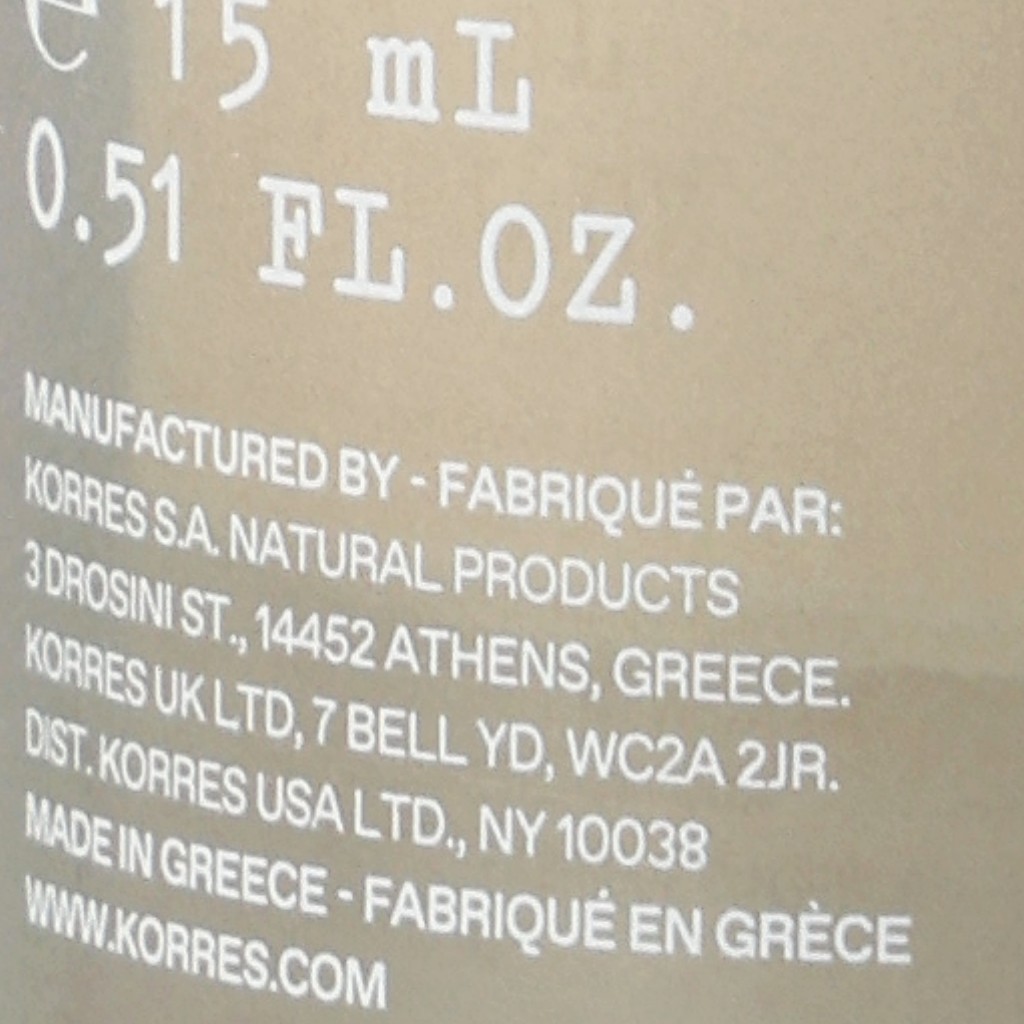 e 15 mL
0.51 FL.OZ.
MANUFACTURED BY - FABRIQUÉ PAR:
KORRES S.A. NATURAL PRODUCTS
3 DROSINI ST., 14452 ATHENS, GREECE.
KORRES UK LTD, 7 BELL YD, WC2A 2JR.
DIST. KORRES USA LTD., NY 10038
MADE IN GREECE - FABRIQUÉ EN GRÈCE
WWW.KORRES.COM